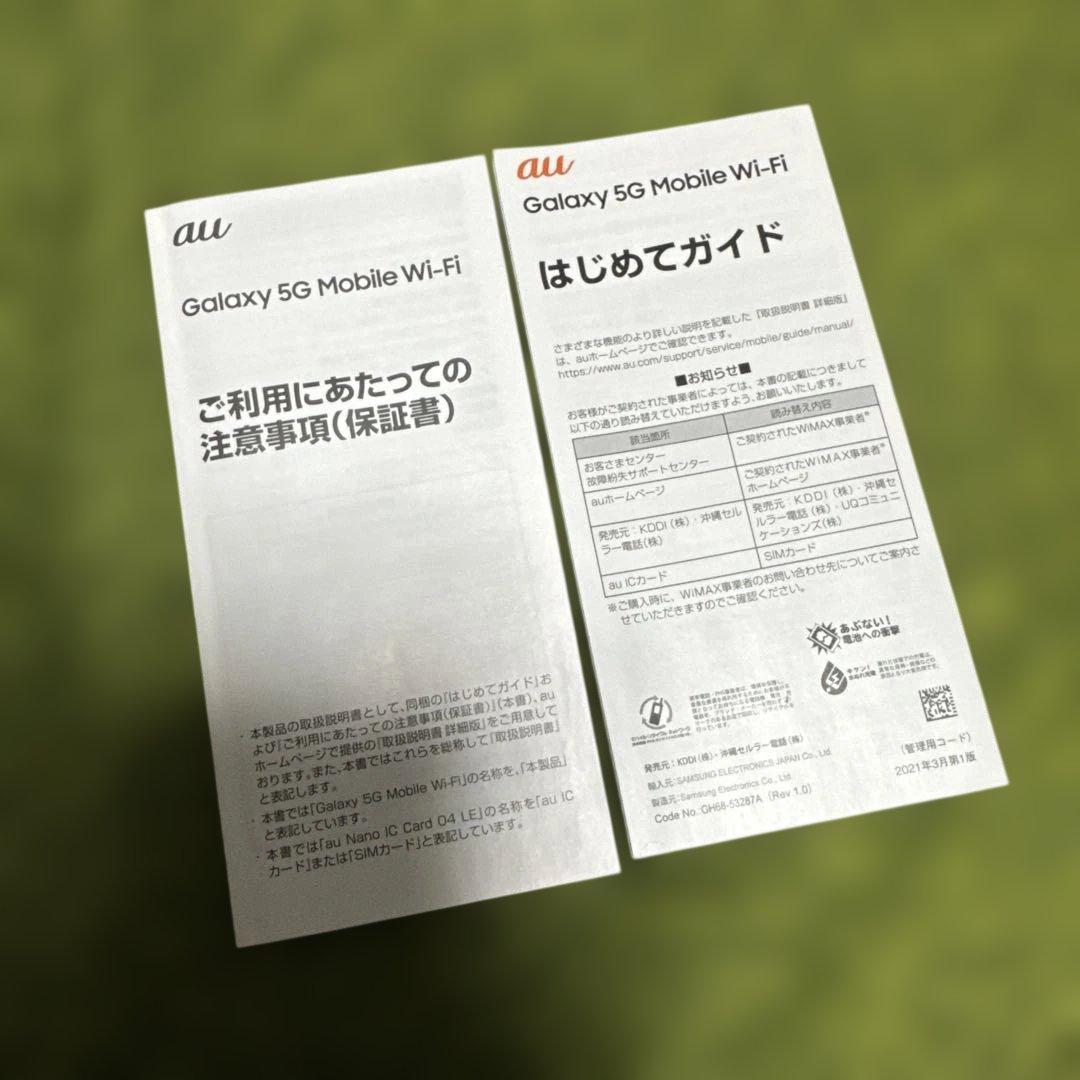 au
Galaxy 5G Mobile Wi-Fi
ご利用にあたっての
注意事項(保証書)
・本製品の取扱説明書として、同梱の「はじめてガイド」お
よび「ご利用にあたっての注意事項(保証書)」(本書)、au
ホームページで提供の「取扱説明書 詳細版」をご用意して
おります。また、本書ではこれらを総称して「取扱説明書」
と表記します。
・本書では「Galaxy 5G Mobile Wi-Fi」の名称を、「本製品」
と表記しています。
・本書では「au Nano IC Card 04 LE」の名称を「au IC
カード」または「SIMカード」と表記しています。
au
Galaxy 5G Mobile Wi-Fi
はじめてガイド
さまざまな機能のより詳しい説明を記載した「取扱説明書 詳細版」
は、auホームページでご確認できます。
https://www.au.com/support/service/mobile/guide/manual/
■お知らせ■
お客様がご契約された事業者によっては、本書の記載につきまして
以下の通り読み替えていただけますよう、お願いいたします。
該当箇所 読み替え内容
お客さまセンター
故障紛失サポートセンター
ご契約されたWiMAX事業者※
auホームページ
ご契約されたWiMAX事業者※
ホームページ
発売元:KDDI(株)・沖縄セル
ラー電話(株)
発売元:KDDI(株)・沖縄セ
ルラー電話(株)・UQコミュニ
ケーションズ(株)
au ICカード SIMカード
※ご購入時に、WiMAX事業者のお問い合わせ先についてご案内さ
せていただきますのでご確認ください。
あぶない!
電池への衝撃
キケン!
水ぬれ充電
モバイル・リサイクル・ネットワーク
発売元:KDDI(株)・沖縄セルラー電話(株)
輸入元:SAMSUNG ELECTRONICS JAPAN Co., Ltd.
製造元:Samsung Electronics Co., Ltd.
Code No.:GH68-53287A (Rev 1.0)
(管理用コード)
2021年3月第1版